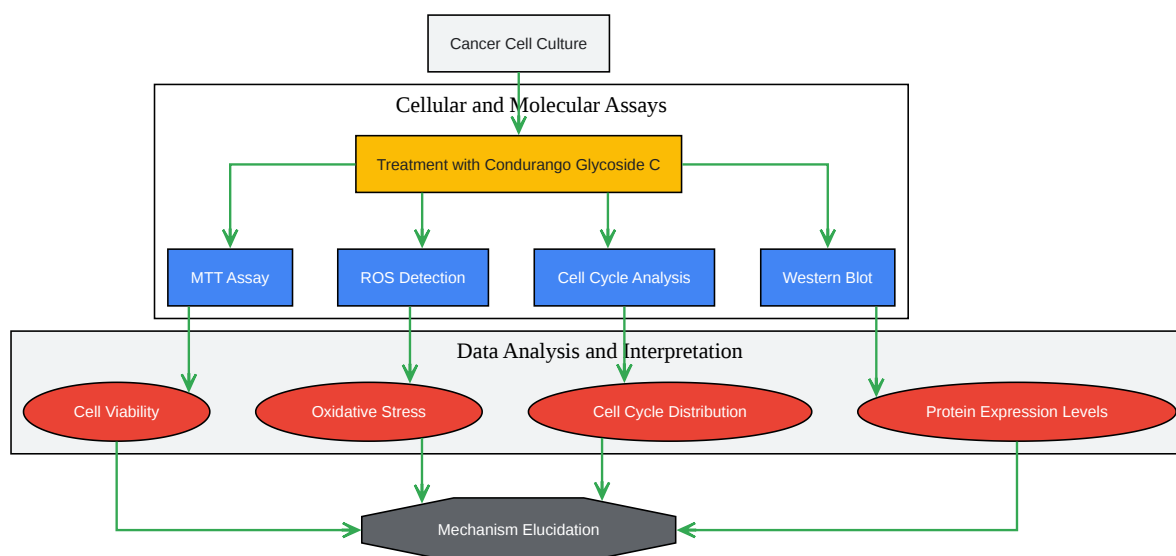 Cancer Cell Culture
Cellular and Molecular Assays
Treatment with Condurango Glycoside C
MTT Assay
ROS Detection
Cell Cycle Analysis
Western Blot
Data Analysis and Interpretation
Cell Viability
Oxidative Stress
Cell Cycle Distribution
Protein Expression Levels
Mechanism Elucidation